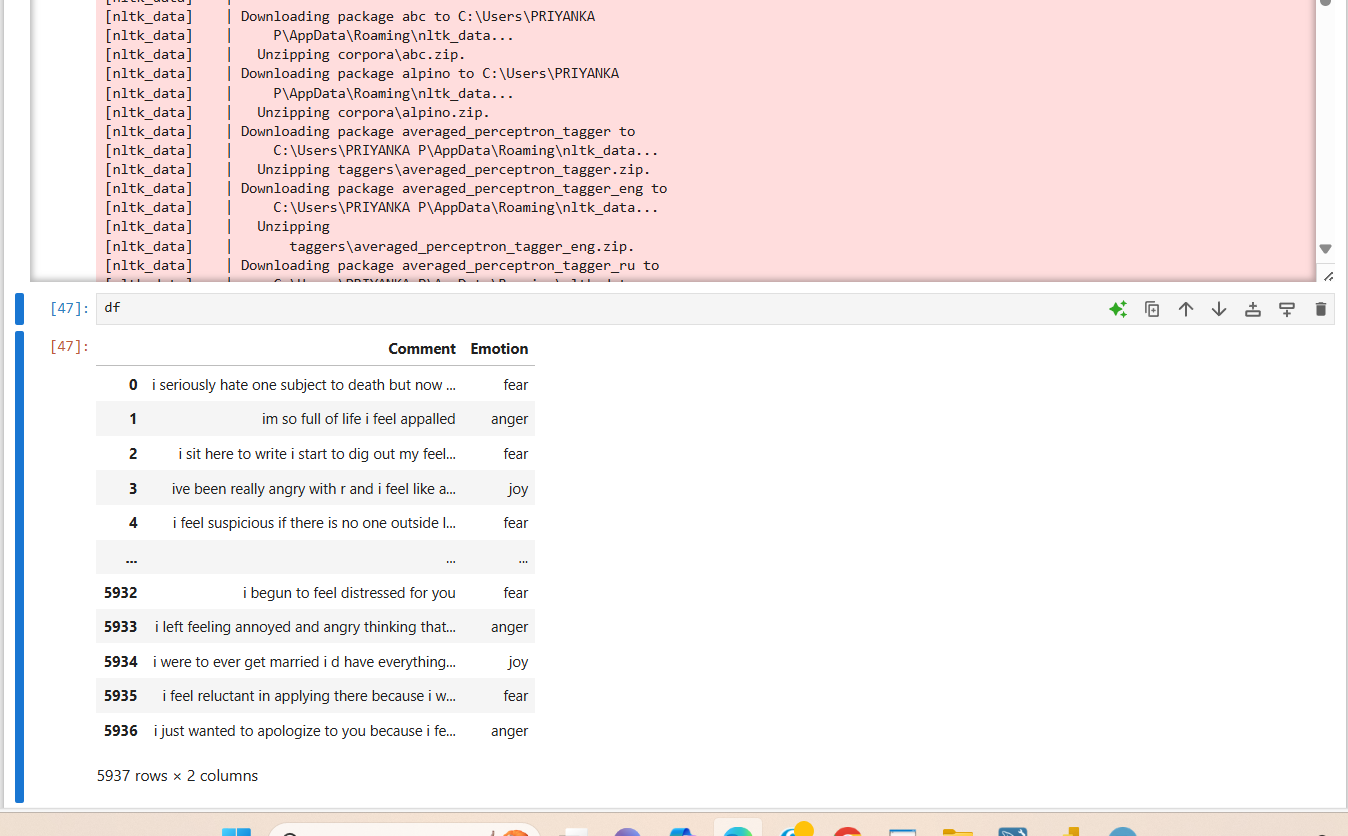 [nltk_data]    | Downloading package abc to C:\Users\PRIYANKA
[nltk_data]    |     P\AppData\Roaming\nltk_data...
[nltk_data]    |   Unzipping corpora\abc.zip.
[nltk_data]    | Downloading package alpino to C:\Users\PRIYANKA
[nltk_data]    |     P\AppData\Roaming\nltk_data...
[nltk_data]    |   Unzipping corpora\alpino.zip.
[nltk_data]    | Downloading package averaged_perceptron_tagger to
[nltk_data]    |     C:\Users\PRIYANKA P\AppData\Roaming\nltk_data...
[nltk_data]    |   Unzipping taggers\averaged_perceptron_tagger.zip.
[nltk_data]    | Downloading package averaged_perceptron_tagger_eng to
[nltk_data]    |     C:\Users\PRIYANKA P\AppData\Roaming\nltk_data...
[nltk_data]    |   Unzipping
[nltk_data]    |       taggers\averaged_perceptron_tagger_eng.zip.
[nltk_data]    | Downloading package averaged_perceptron_tagger_ru to
[47]: df
[47]: Comment Emotion
0 i seriously hate one subject to death but now ... fear
1 im so full of life i feel appalled anger
2 i sit here to write i start to dig out my feel... fear
3 ive been really angry with r and i feel like a... joy
4 i feel suspicious if there is no one outside l... fear
... ... ...
5932 i begun to feel distressed for you fear
5933 i left feeling annoyed and angry thinking that... anger
5934 i were to ever get married i d have everything... joy
5935 i feel reluctant in applying there because i w... fear
5936 i just wanted to apologize to you because i fe... anger
5937 rows × 2 columns